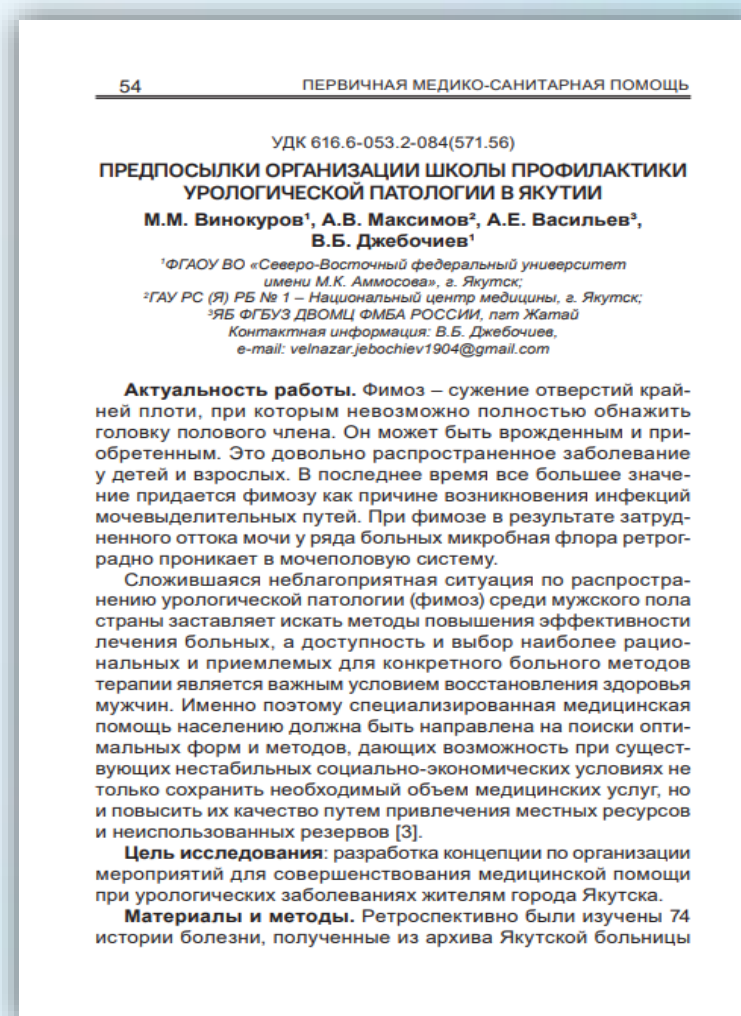 54 ПЕРВИЧНАЯ МЕДИКО-САНИТАРНАЯ ПОМОЩЬ
УДК 616.6-053.2-084(571.56)
ПРЕДПОСЫЛКИ ОРГАНИЗАЦИИ ШКОЛЫ ПРОФИЛАКТИКИ
УРОЛОГИЧЕСКОЙ ПАТОЛОГИИ В ЯКУТИИ
М.М. Винокуров¹, А.В. Максимов², А.Е. Васильев³,
В.Б. Джебочиев¹
¹ФГАОУ ВО «Северо-Восточный федеральный университет
имени М.К. Аммосова», г. Якутск;
²ГАУ РС (Я) РБ № 1 – Национальный центр медицины, г. Якутск;
³ЯБ ФГБУЗ ДВОМЦ ФМБА РОССИИ, пгт Жатай
Контактная информация: В.Б. Джебочиев,
e-mail: velnazar.jebochiev1904@gmail.com
Актуальность работы. Фимоз – сужение отверстий край-
ней плоти, при котором невозможно полностью обнажить
головку полового члена. Он может быть врожденным и при-
обретенным. Это довольно распространенное заболевание
у детей и взрослых. В последнее время все большее значе-
ние придается фимозу как причине возникновения инфекций
мочевыделительных путей. При фимозе в результате затруд-
ненного оттока мочи у ряда больных микробная флора ретрог-
радно проникает в мочеполовую систему.
Сложившаяся неблагоприятная ситуация по распростра-
нению урологической патологии (фимоз) среди мужского пола
страны заставляет искать методы повышения эффективности
лечения больных, а доступность и выбор наиболее рацио-
нальных и приемлемых для конкретного больного методов
терапии является важным условием восстановления здоровья
мужчин. Именно поэтому специализированная медицинская
помощь населению должна быть направлена на поиски опти-
мальных форм и методов, дающих возможность при сущест-
вующих нестабильных социально-экономических условиях не
только сохранить необходимый объем медицинских услуг, но
и повысить их качество путем привлечения местных ресурсов
и неиспользованных резервов [3].
Цель исследования: разработка концепции по организации
мероприятий для совершенствования медицинской помощи
при урологических заболеваниях жителям города Якутска.
Материалы и методы. Ретроспективно были изучены 74
истории болезни, полученные из архива Якутской больницы